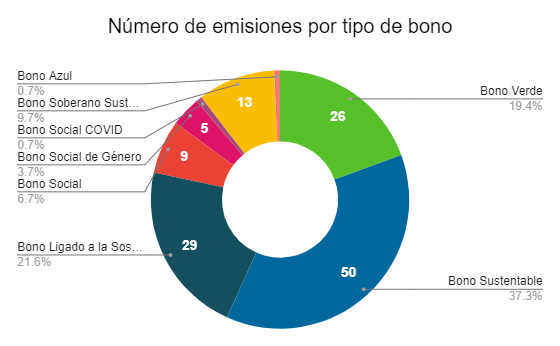 Número de emisiones por tipo de bono
Bono Azul
0.7%
Bono Soberano Sust…
9.7%
Bono Social COVID
0.7%
Bono Social de Género
3.7%
Bono Social
6.7%
Bono Ligado a la Sos…
21.6%
Bono Verde
19.4%
Bono Sustentable
37.3%
13
26
5
9
29
50